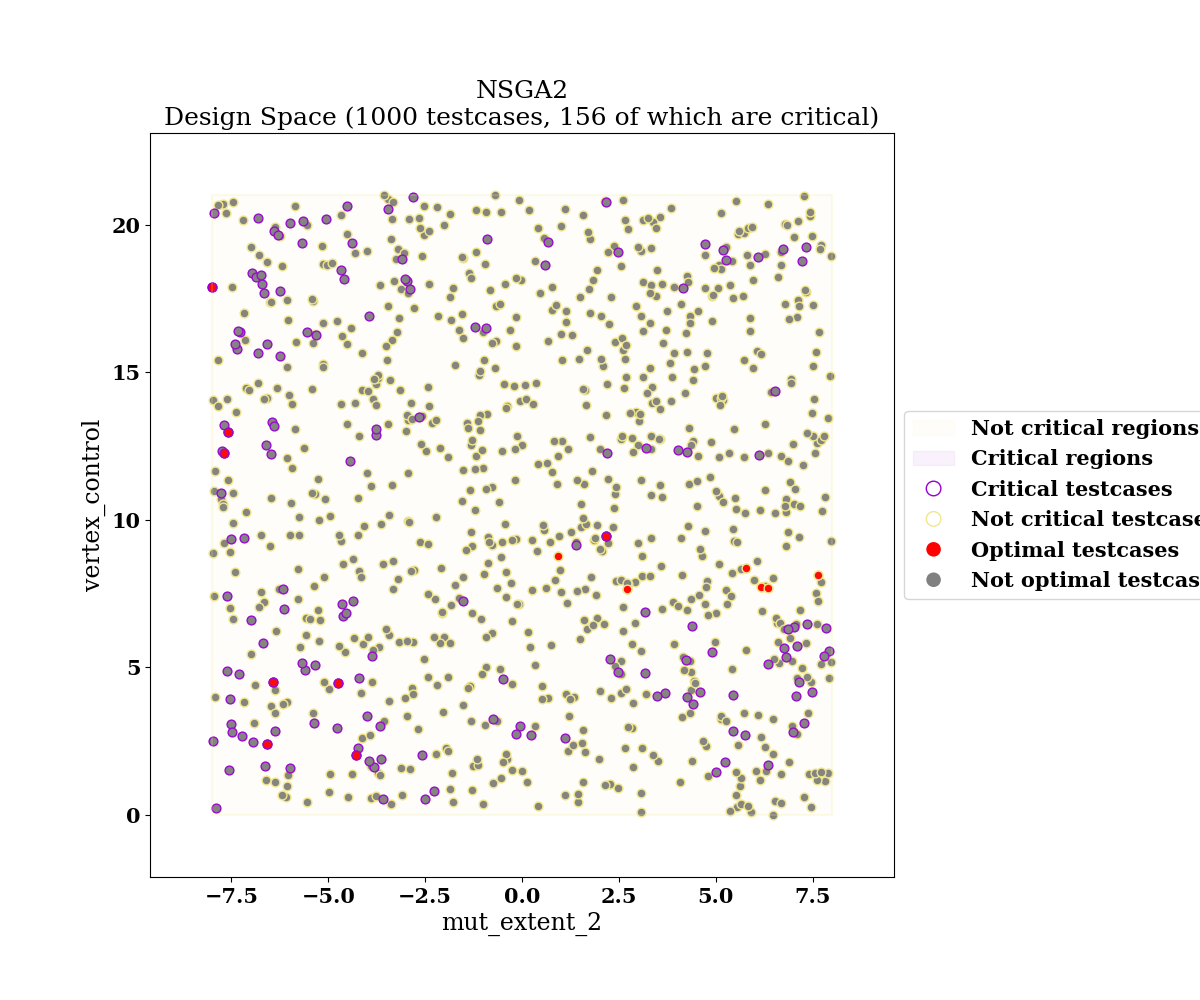 NSGA2
Design Space (1000 testcases, 156 of which are critical)
20
15
10
5
0
vertex_control
−7.5 −5.0 −2.5 0.0 2.5 5.0 7.5
mut_extent_2
Not critical regions
Critical regions
Critical testcases
Not critical testcase
Optimal testcases
Not optimal testcas